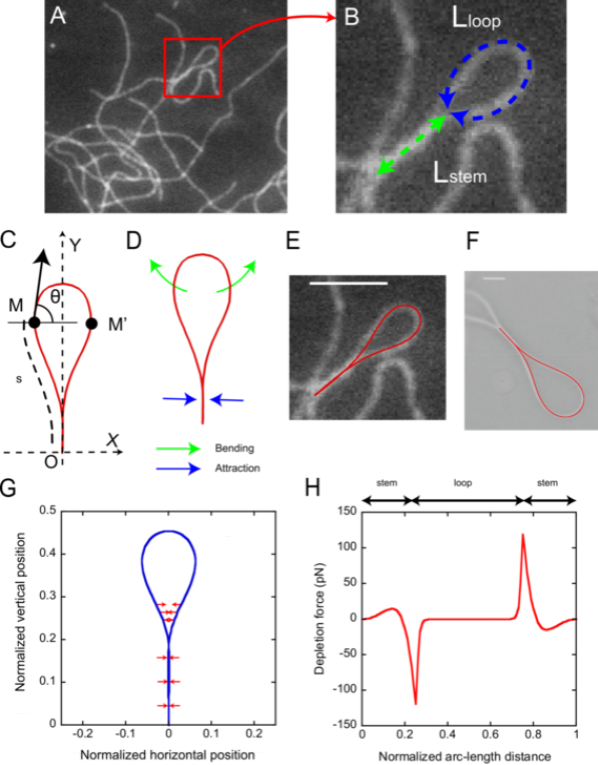 A
B
Lloop
Lstem
C
Y
M
θ
M'
s
X
O
D
Bending
Attraction
E
F
G
Normalized vertical position
0.5
0.4
0.3
0.2
0.1
0
-0.2
-0.1
0
0.1
0.2
Normalized horizontal position
H
stem
loop
stem
Depletion force (pN)
150
100
50
0
-50
-100
-150
0
0.2
0.4
0.6
0.8
1
Normalized arc-length distance